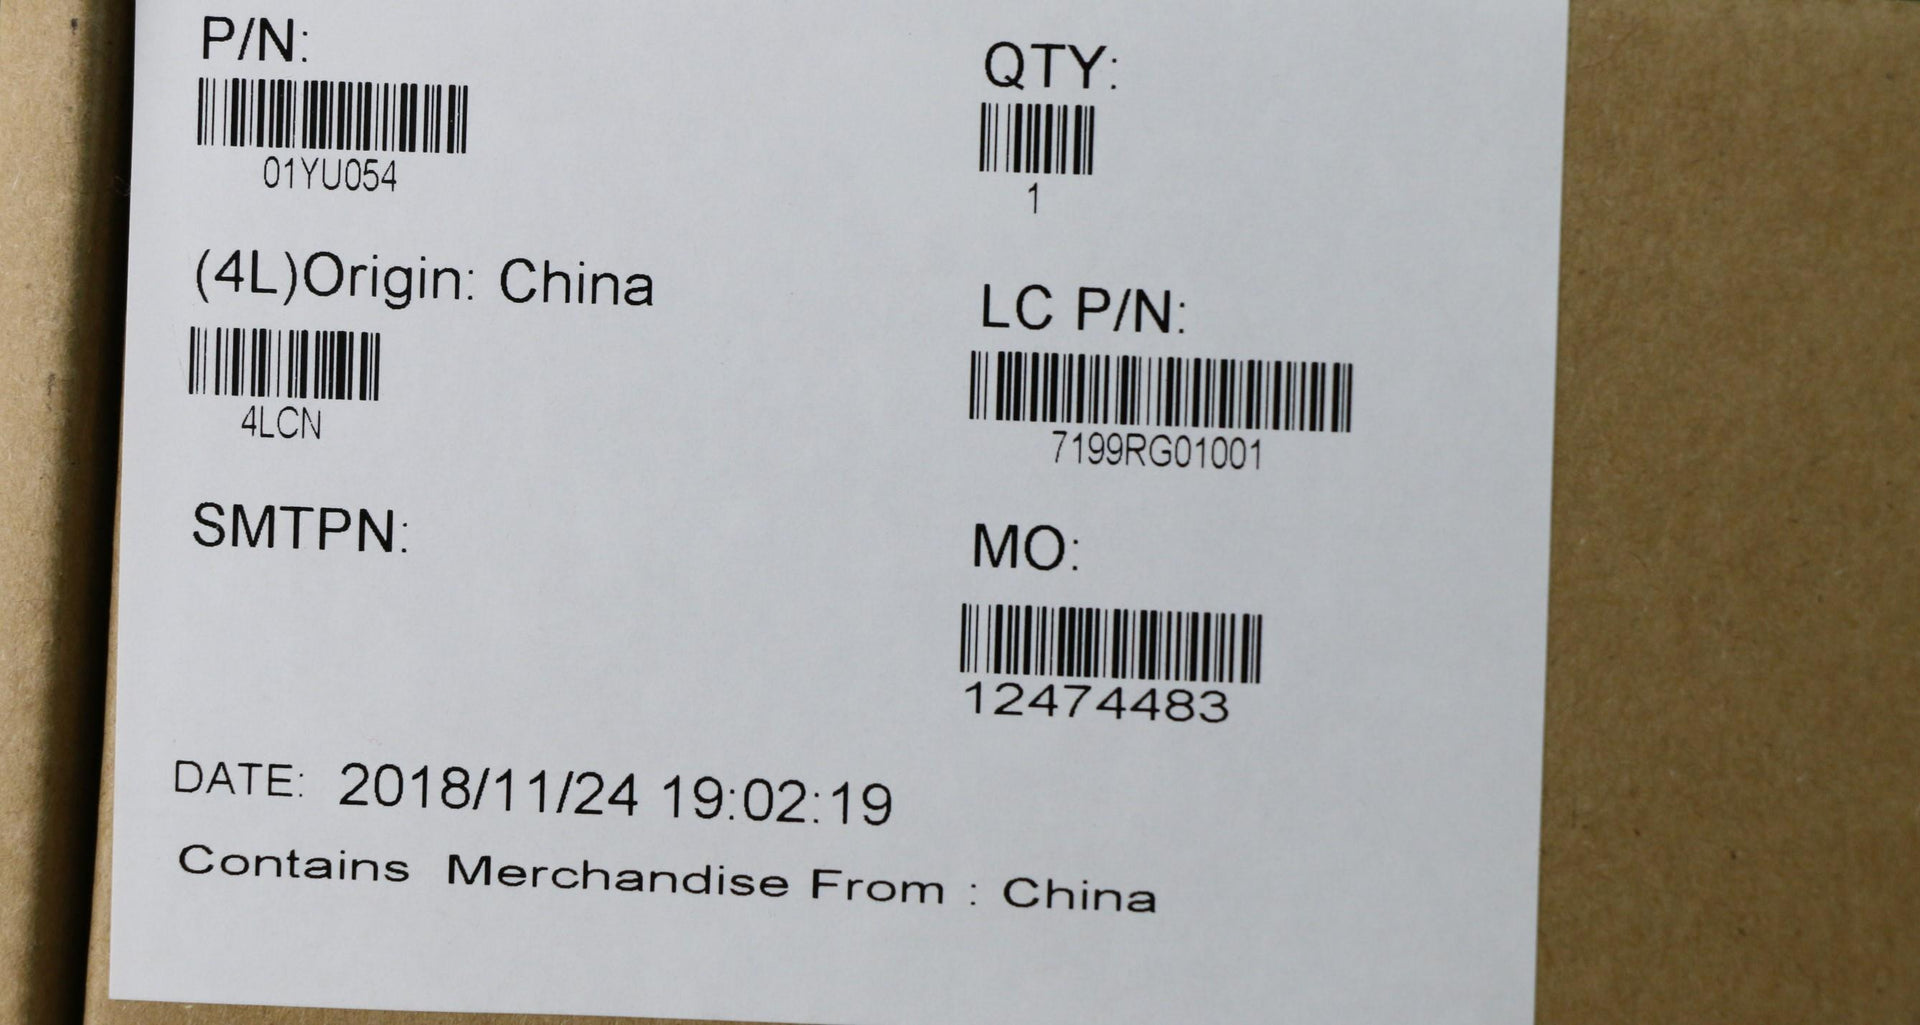 P/N:
01YU054
QTY:
1
(4L)Origin: China
4LCN
LC P/N:
7199RG01001
SMTPN:
MO:
12474483
DATE: 2018/11/24 19:02:19
Contains Merchandise From : China